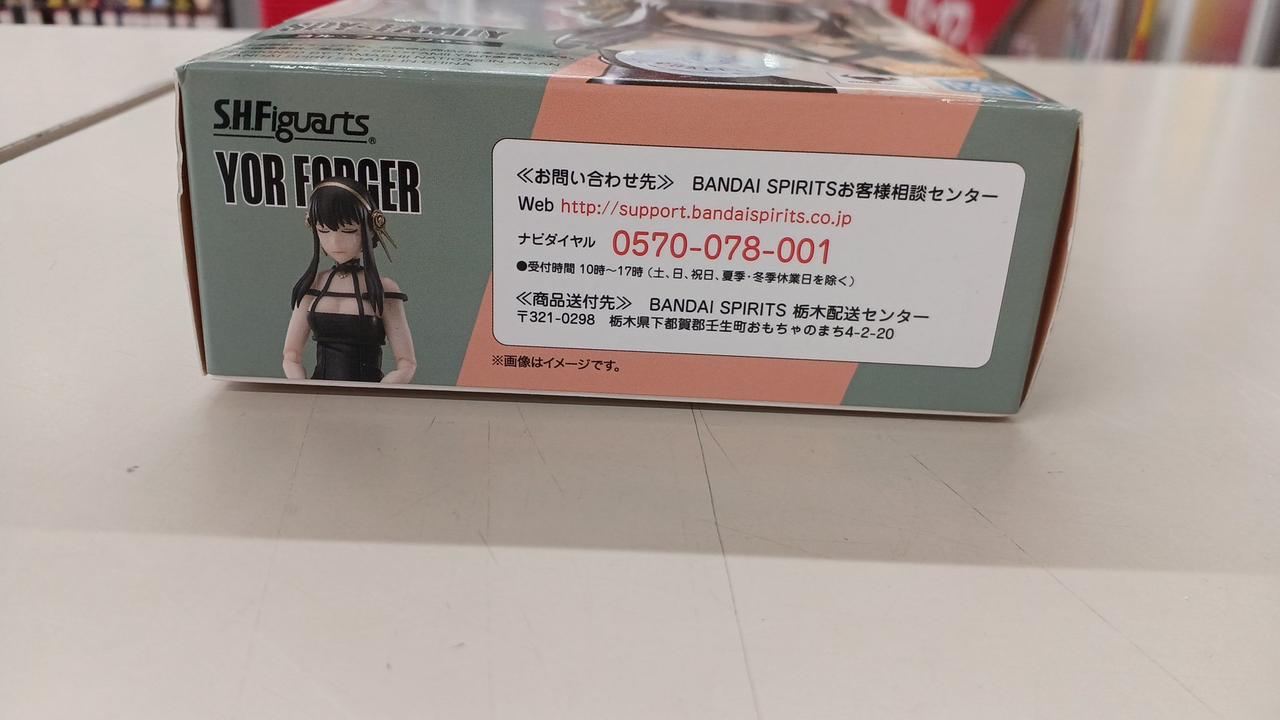 SPY×FAMILY
S.H.Figuarts®
YOR FORGER
≪お問い合わせ先≫ BANDAI SPIRITSお客様相談センター
Web http://support.bandaispirits.co.jp
ナビダイヤル 0570-078-001
●受付時間 10時～17時（土、日、祝日、夏季・冬季休業日を除く）
≪商品送付先≫ BANDAI SPIRITS 栃木配送センター
〒321-0298 栃木県下都賀郡壬生町おもちゃのまち4-2-20
※画像はイメージです。